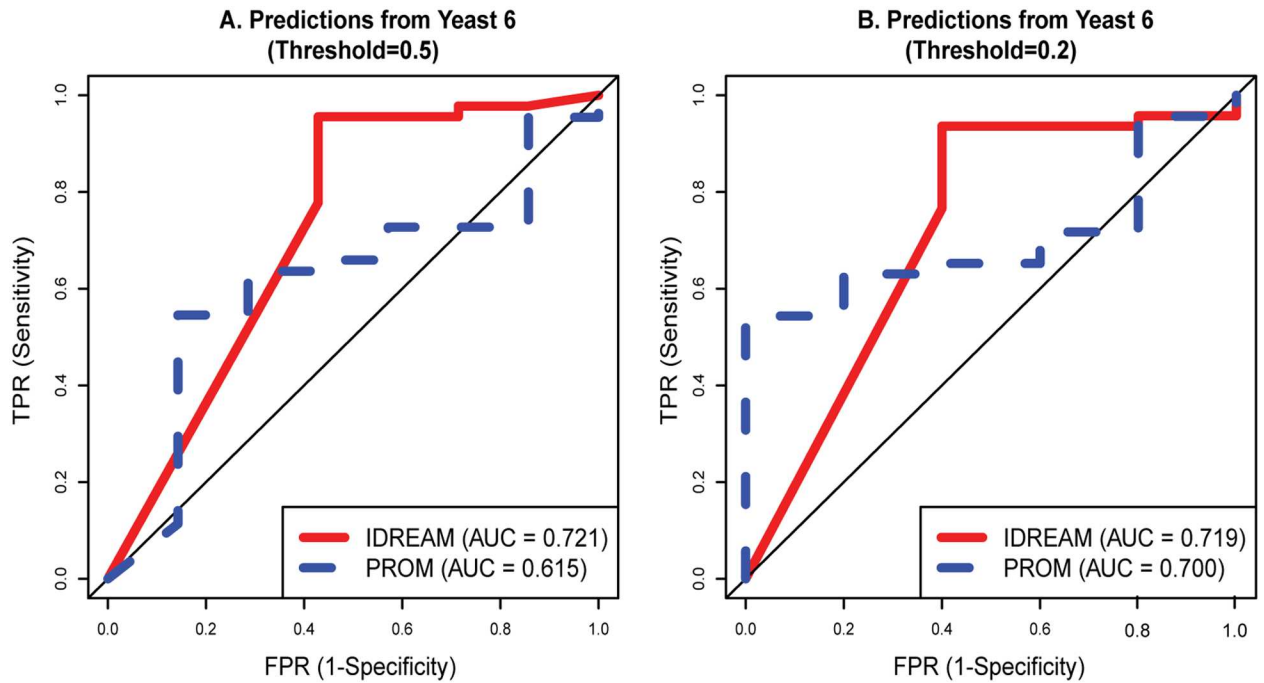 A. Predictions from Yeast 6
(Threshold=0.5)
TPR (Sensitivity)
1.0
0.8
0.6
0.4
0.2
0.0
IDREAM (AUC = 0.721)
PROM (AUC = 0.615)
0.0 0.2 0.4 0.6 0.8 1.0
FPR (1-Specificity)
B. Predictions from Yeast 6
(Threshold=0.2)
TPR (Sensitivity)
1.0
0.8
0.6
0.4
0.2
0.0
IDREAM (AUC = 0.719)
PROM (AUC = 0.700)
0.0 0.2 0.4 0.6 0.8 1.0
FPR (1-Specificity)